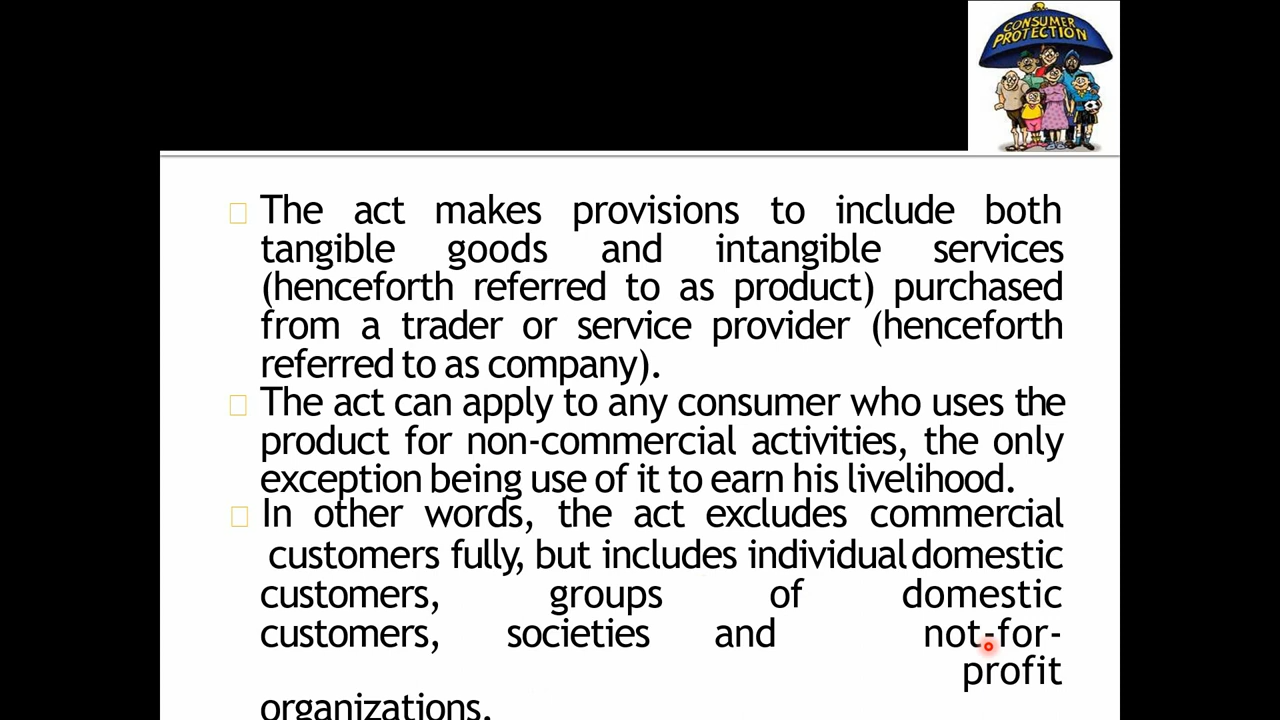 CONSUMER
PROTECTION
The act makes provisions to include both
tangible goods and intangible services
(henceforth referred to as product) purchased
from a trader or service provider (henceforth
referred to as company).
The act can apply to any consumer who uses the
product for non-commercial activities, the only
exception being use of it to earn his livelihood.
In other words, the act excludes commercial
customers fully, but includes individual domestic
customers, groups of domestic
customers, societies and not-for-
profit
organizations.